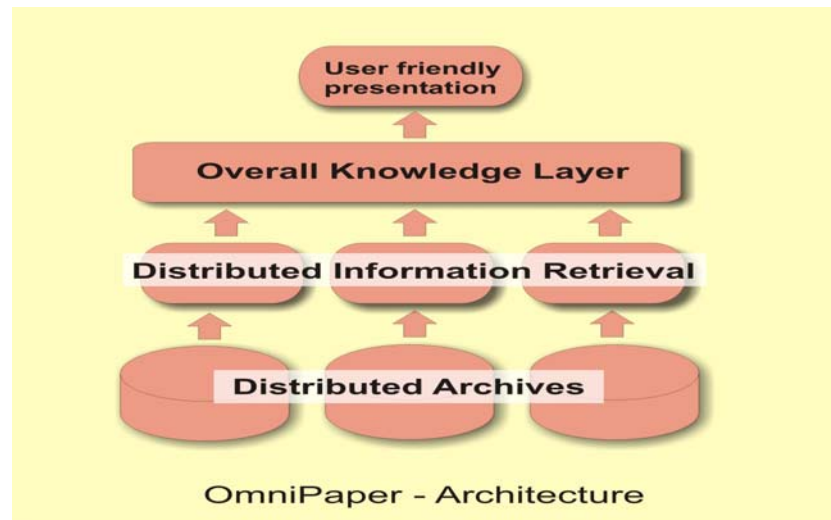 User friendly
presentation
Overall Knowledge Layer
Distributed Information Retrieval
Distributed Archives
OmniPaper - Architecture